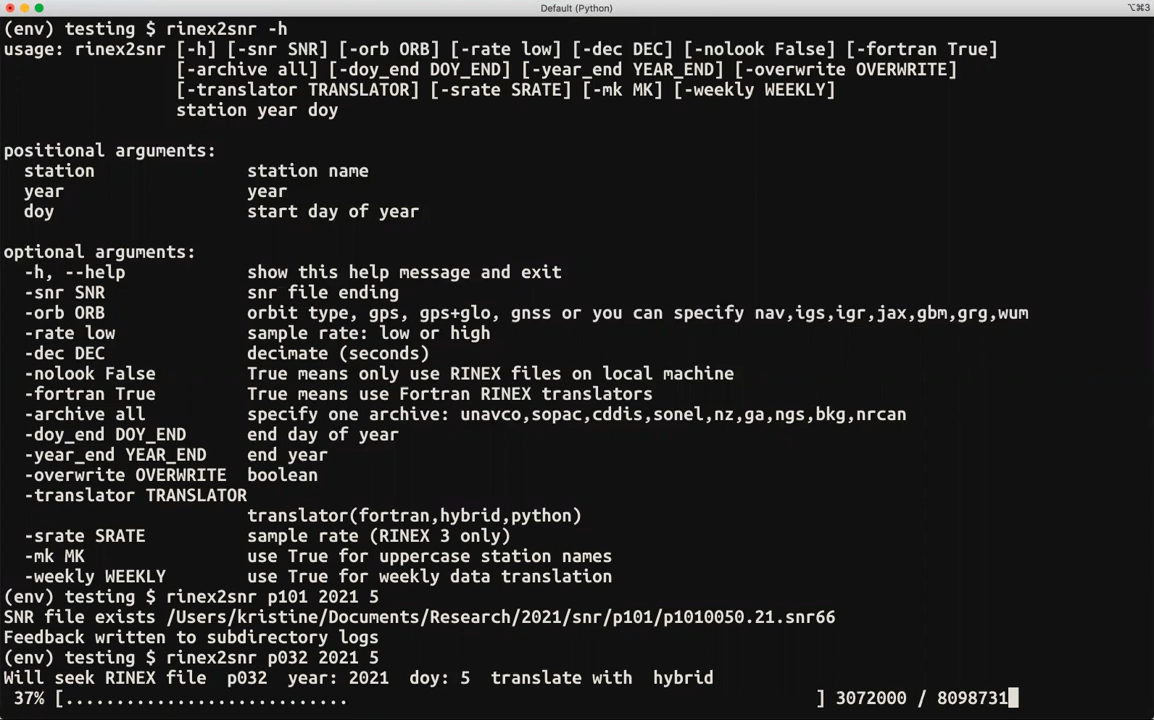 Default (Python)
⌥⌘3
(env) testing $ rinex2snr -h
usage: rinex2snr [-h] [-snr SNR] [-orb ORB] [-rate low] [-dec DEC] [-nolook False] [-fortran True]
[-archive all] [-doy_end DOY_END] [-year_end YEAR_END] [-overwrite OVERWRITE]
[-translator TRANSLATOR] [-srate SRATE] [-mk MK] [-weekly WEEKLY]
station year doy
positional arguments:
station station name
year year
doy start day of year
optional arguments:
-h, --help show this help message and exit
-snr SNR snr file ending
-orb ORB orbit type, gps, gps+glo, gnss or you can specify nav,igs,igr,jax,gbm,grg,wum
-rate low sample rate: low or high
-dec DEC decimate (seconds)
-nolook False True means only use RINEX files on local machine
-fortran True True means use Fortran RINEX translators
-archive all specify one archive: unavco,sopac,cddis,sonel,nz,ga,ngs,bkg,nrcan
-doy_end DOY_END end day of year
-year_end YEAR_END end year
-overwrite OVERWRITE boolean
-translator TRANSLATOR
translator(fortran,hybrid,python)
-srate SRATE sample rate (RINEX 3 only)
-mk MK use True for uppercase station names
-weekly WEEKLY use True for weekly data translation
(env) testing $ rinex2snr p101 2021 5
SNR file exists /Users/kristine/Documents/Research/2021/snr/p101/p1010050.21.snr66
Feedback written to subdirectory logs
(env) testing $ rinex2snr p032 2021 5
Will seek RINEX file p032 year: 2021 doy: 5 translate with hybrid
37% [............................ ] 3072000 / 8098731